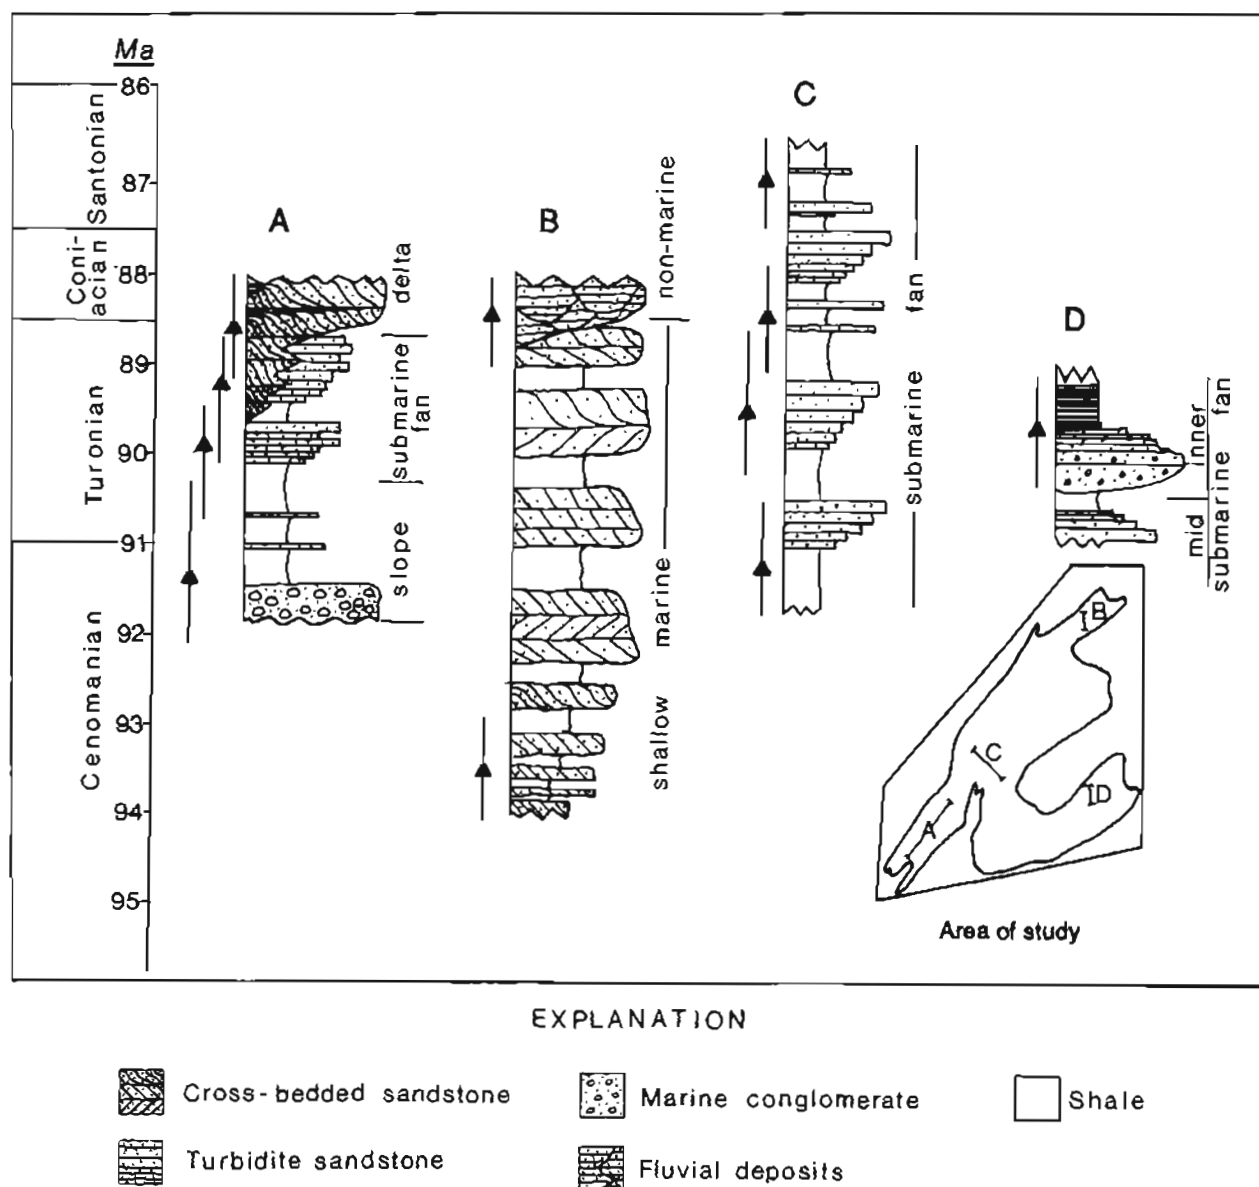 Ma
86
87
88
89
90
91
92
93
94
95
Santonian
Coni-
acian
Turonian
Cenomanian
A
delta
submarine
fan
slope
B
non-marine
shallow marine
C
submarine fan
D
inner
mid
submarine fan
B
C
A
D
Area of study
EXPLANATION
Cross-bedded sandstone
Marine conglomerate
Shale
Turbidite sandstone
Fluvial deposits